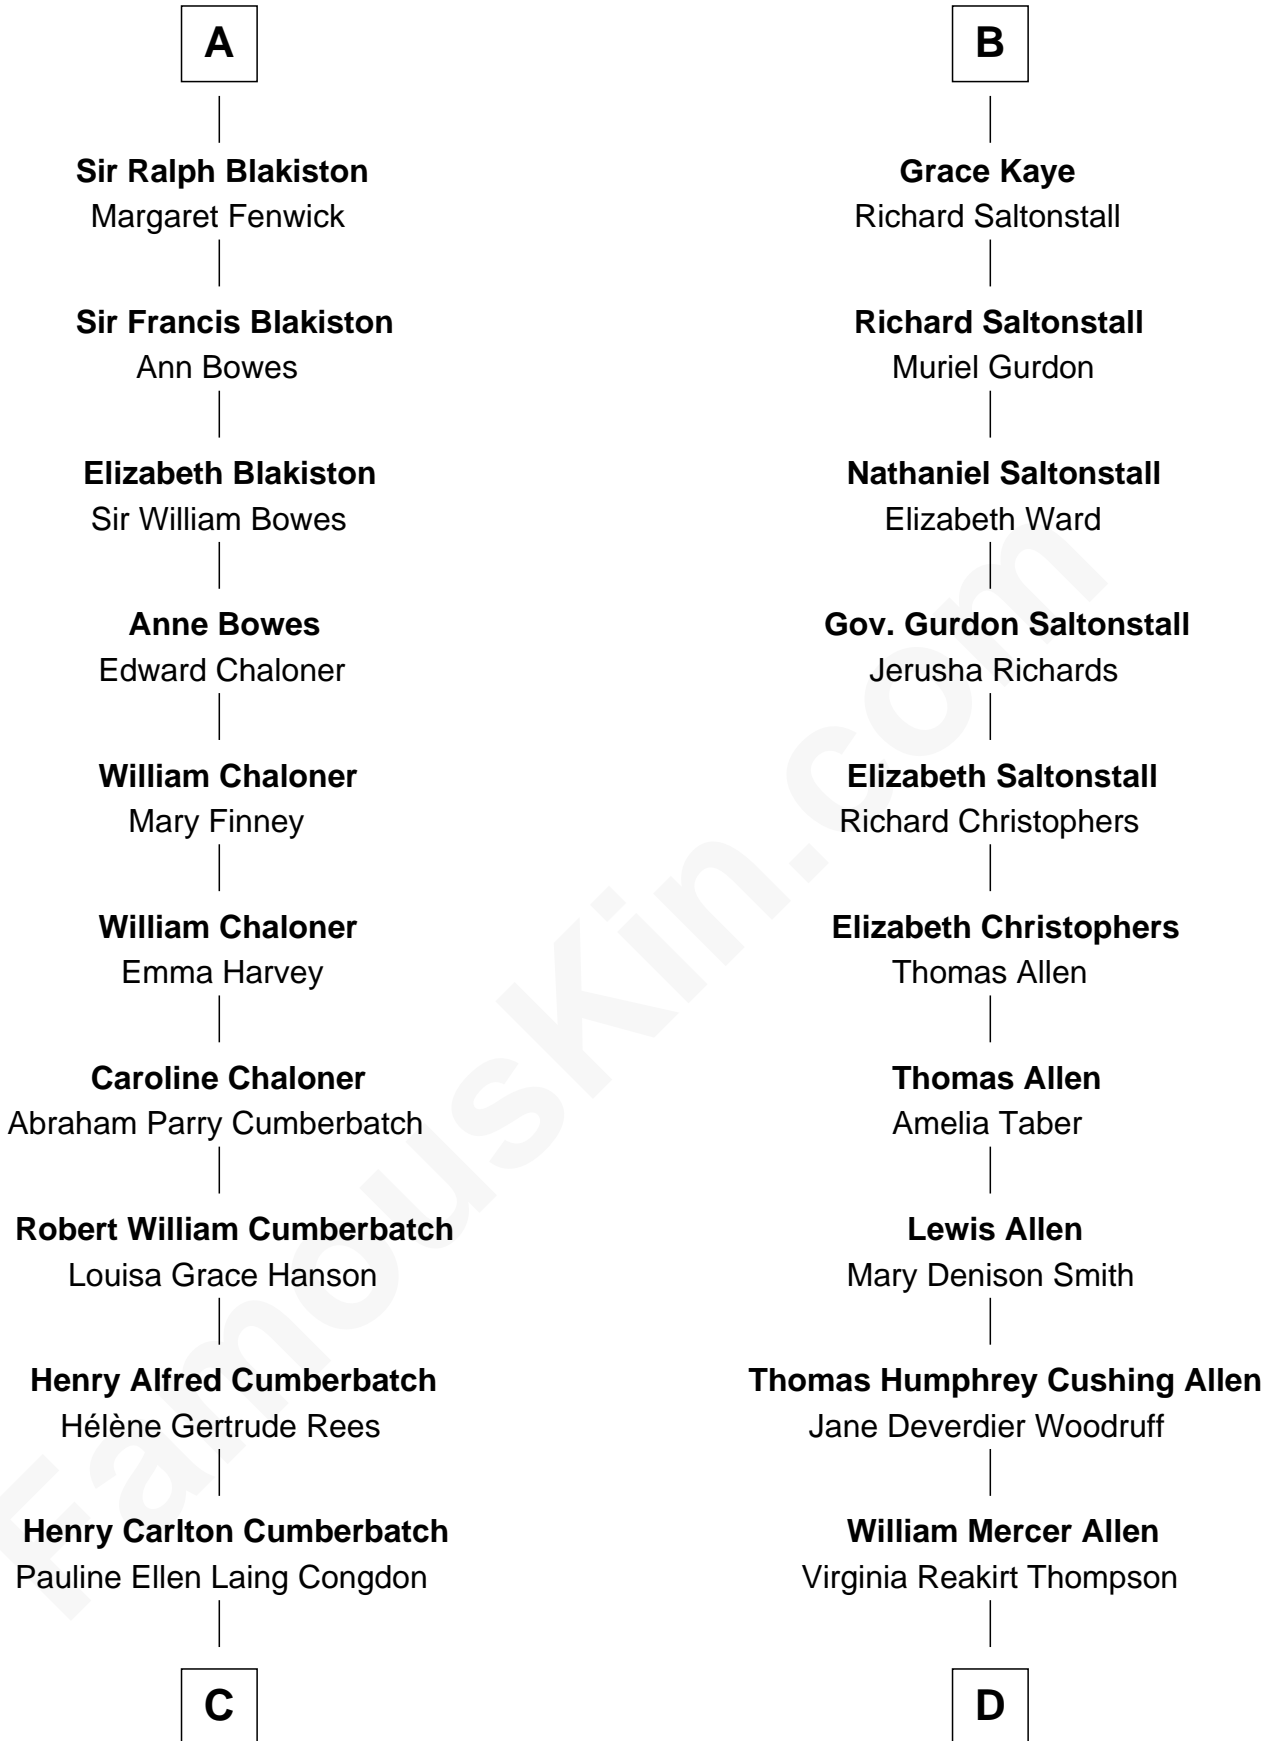 A
Sir Ralph Blakiston
Margaret Fenwick
Sir Francis Blakiston
Ann Bowes
Elizabeth Blakiston
Sir William Bowes
Anne Bowes
Edward Chaloner
William Chaloner
Mary Finney
William Chaloner
Emma Harvey
Caroline Chaloner
Abraham Parry Cumberbatch
Robert William Cumberbatch
Louisa Grace Hanson
Henry Alfred Cumberbatch
Hélène Gertrude Rees
Henry Carlton Cumberbatch
Pauline Ellen Laing Congdon
C
B
Grace Kaye
Richard Saltonstall
Richard Saltonstall
Muriel Gurdon
Nathaniel Saltonstall
Elizabeth Ward
Gov. Gurdon Saltonstall
Jerusha Richards
Elizabeth Saltonstall
Richard Christophers
Elizabeth Christophers
Thomas Allen
Thomas Allen
Amelia Taber
Lewis Allen
Mary Denison Smith
Thomas Humphrey Cushing Allen
Jane Deverdier Woodruff
William Mercer Allen
Virginia Reakirt Thompson
D
FamousKin.com